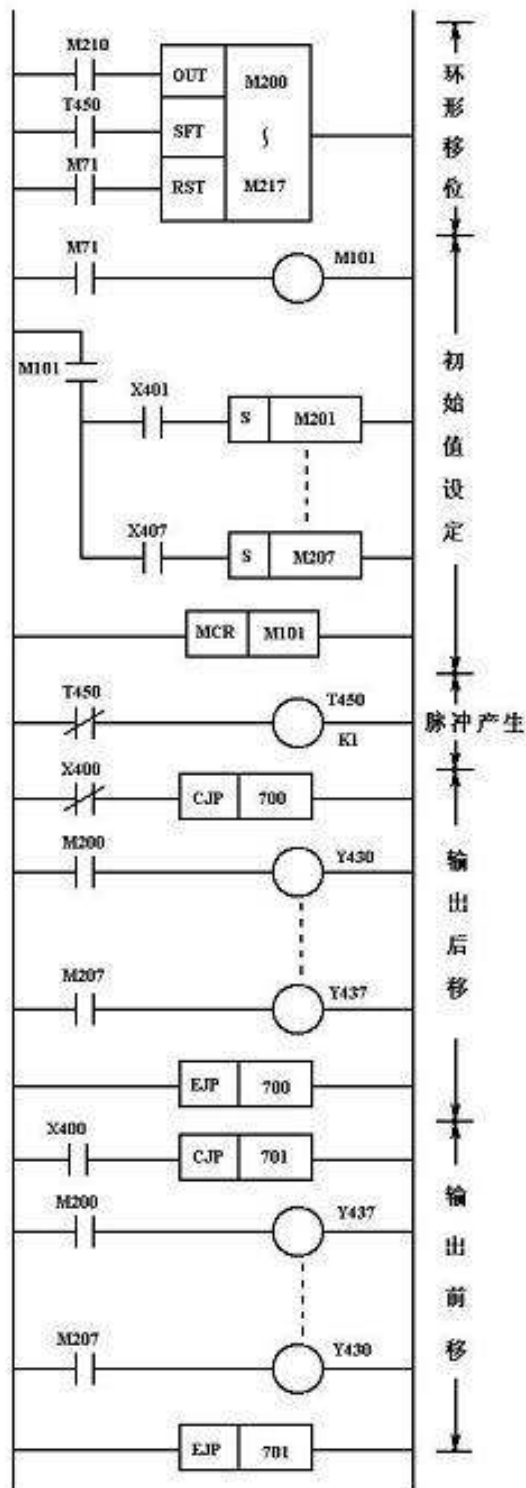 M210
OUT
M200
T450
SFT
∫
M71
RST
M217
环形移位
M71
M101
M101
X401
S
M201
X407
S
M207
MCR
M101
初始值设定
T450
T450
K1
脉冲产生
X400
CJP
700
M200
Y430
M207
Y437
EJP
700
输出后移
X400
CJP
701
M200
Y437
M207
Y430
EJP
701
输出前移